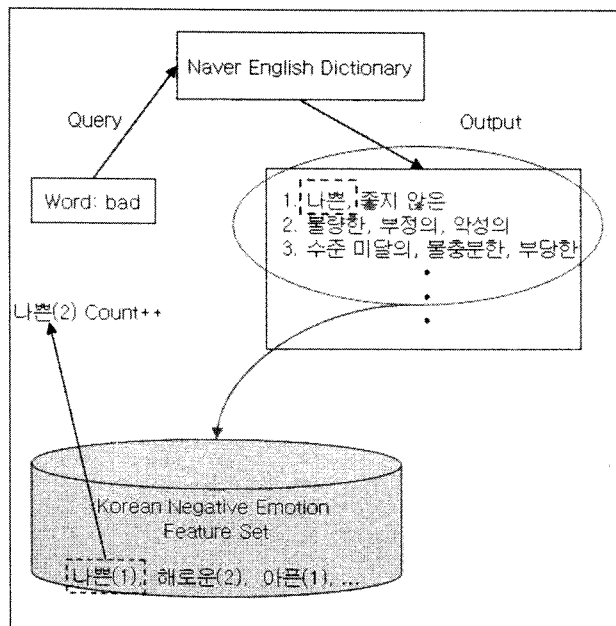 Naver English Dictionary
Query
Output
Word: bad
1. 나쁜, 좋지 않은
2. 불량한, 부정의, 악성의
3. 수준 미달의, 불충분한, 부당한
나쁜(2) Count++
Korean Negative Emotion
Feature Set
나쁜(1), 해로운(2), 아픈(1), ...